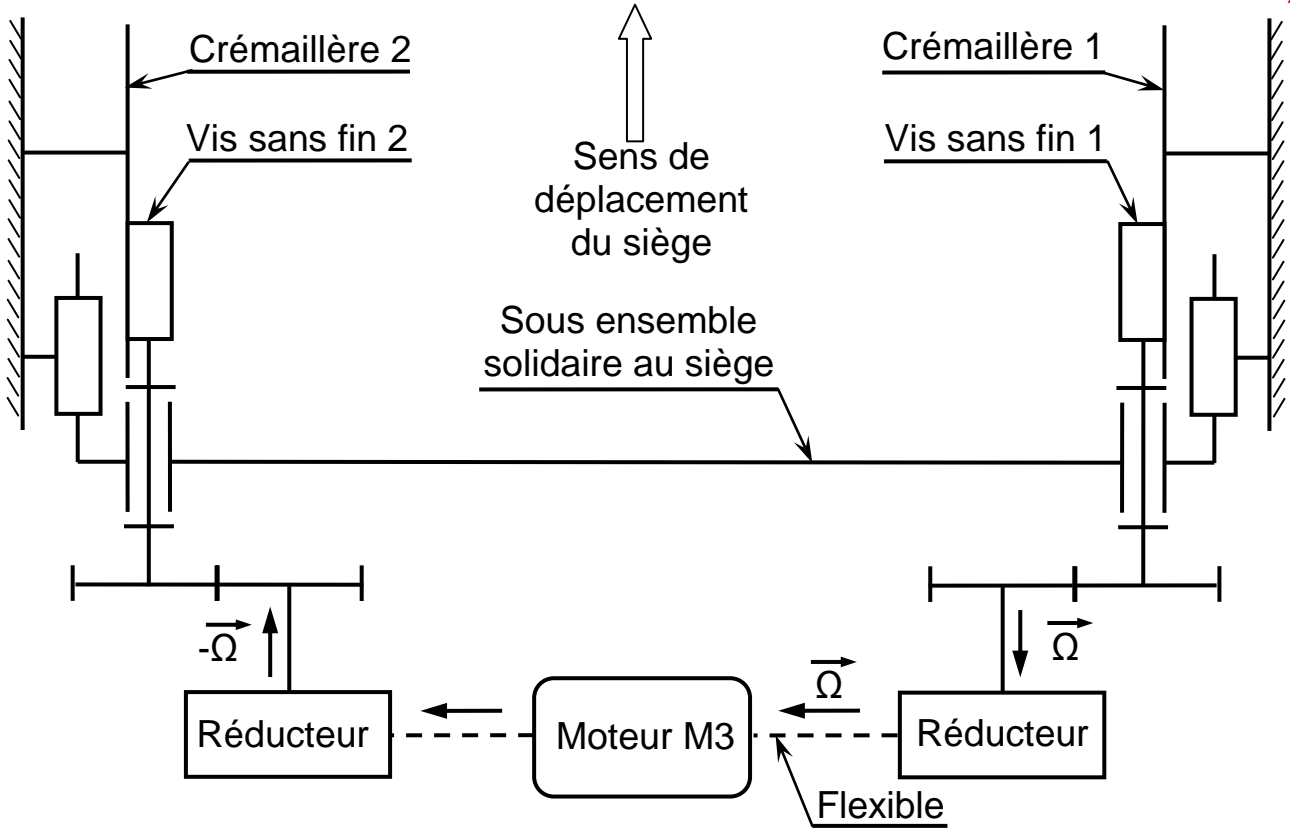 Crémaillère 2
Crémaillère 1
Vis sans fin 2
Vis sans fin 1
Sens de
déplacement
du siège
Sous ensemble
solidaire au siège
-Ω
Ω
Ω
Réducteur
Moteur M3
Réducteur
Flexible